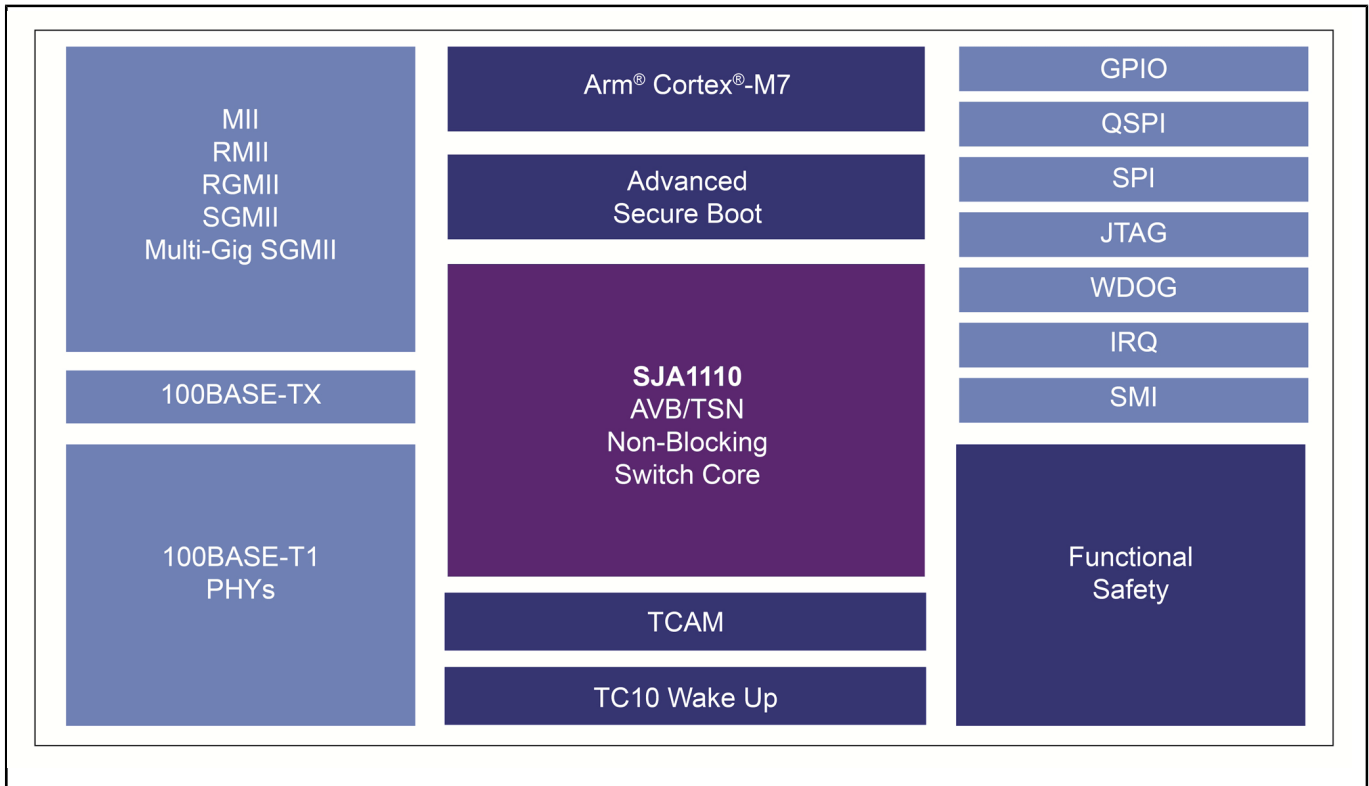 MII
RMII
RGMII
SGMII
Multi-Gig SGMII
100BASE-TX
100BASE-T1
PHYs
Arm® Cortex®-M7
Advanced
Secure Boot
SJA1110
AVB/TSN
Non-Blocking
Switch Core
TCAM
TC10 Wake Up
GPIO
QSPI
SPI
JTAG
WDOG
IRQ
SMI
Functional
Safety